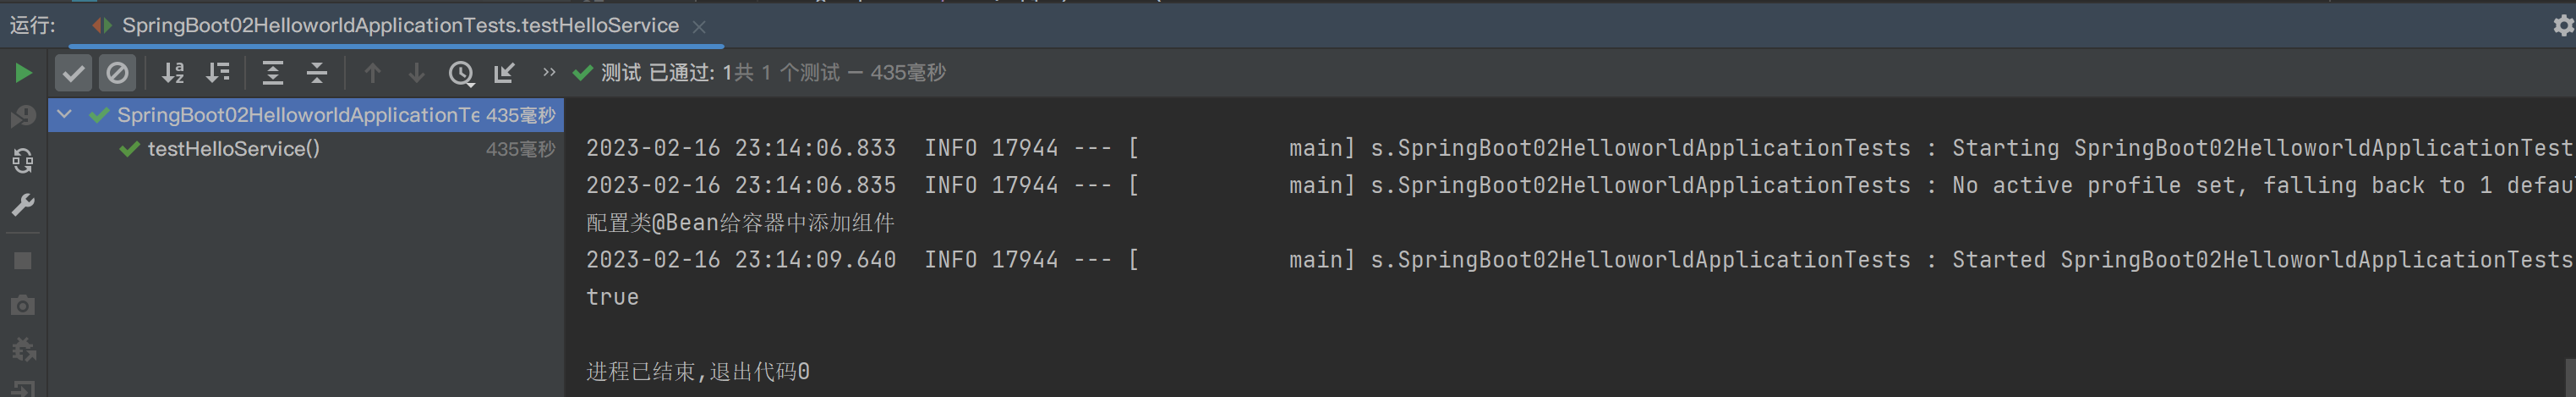 运行: SpringBoot02HelloworldApplicationTests.testHelloService
测试 已通过: 1共 1 个测试 – 435毫秒
SpringBoot02HelloworldApplicationTe 435毫秒
testHelloService() 435毫秒
2023-02-16 23:14:06.833  INFO 17944 --- [           main] s.SpringBoot02HelloworldApplicationTests : Starting SpringBoot02HelloworldApplicationTest
2023-02-16 23:14:06.835  INFO 17944 --- [           main] s.SpringBoot02HelloworldApplicationTests : No active profile set, falling back to 1 defau
配置类@Bean给容器中添加组件
2023-02-16 23:14:09.640  INFO 17944 --- [           main] s.SpringBoot02HelloworldApplicationTests : Started SpringBoot02HelloworldApplicationTests
true
进程已结束,退出代码0